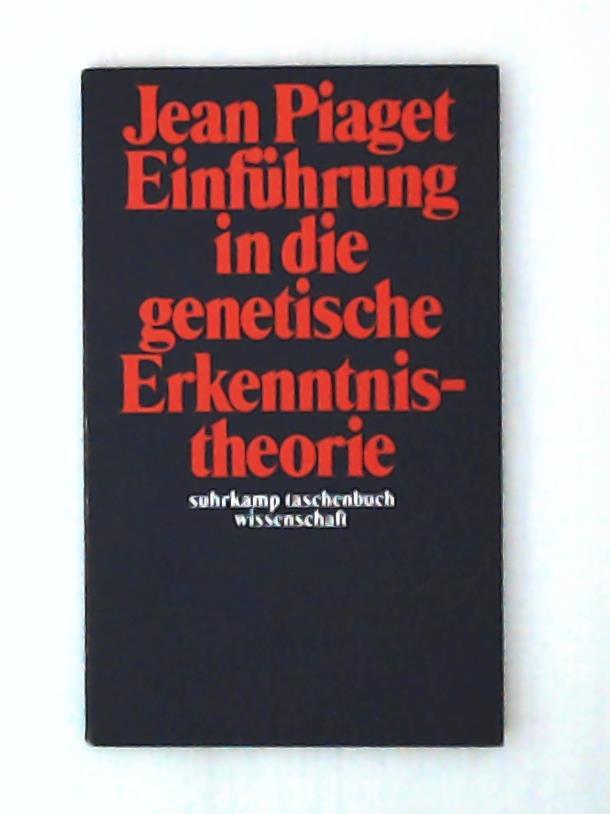 Jean Piaget
Einführung
in die
genetische
Erkenntnis-
theorie
suhrkamp taschenbuch
wissenschaft